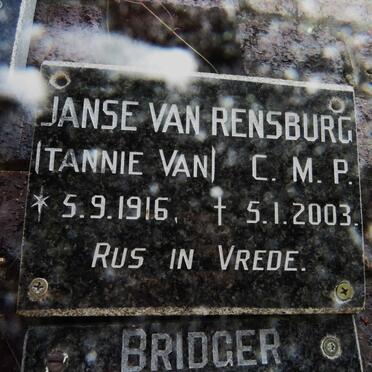 JANSE VAN RENSBURG
(TANNIE VAN) C. M. P.
* 5.9.1916, † 5.1.2003.
RUS IN VREDE.
BRIDGER